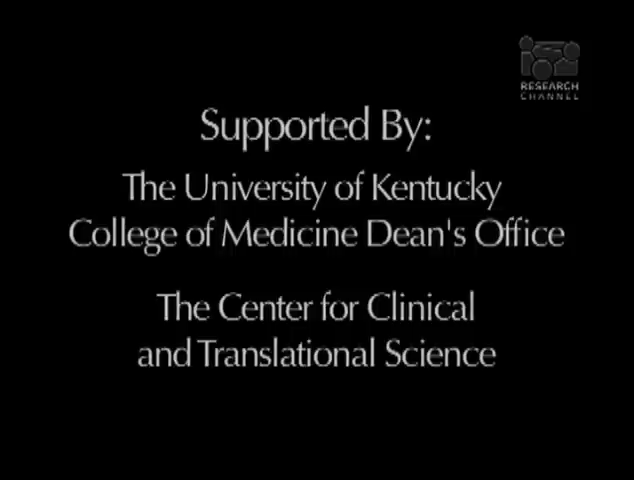 RESEARCH
CHANNEL
Supported By:
The University of Kentucky
College of Medicine Dean's Office
The Center for Clinical
and Translational Science